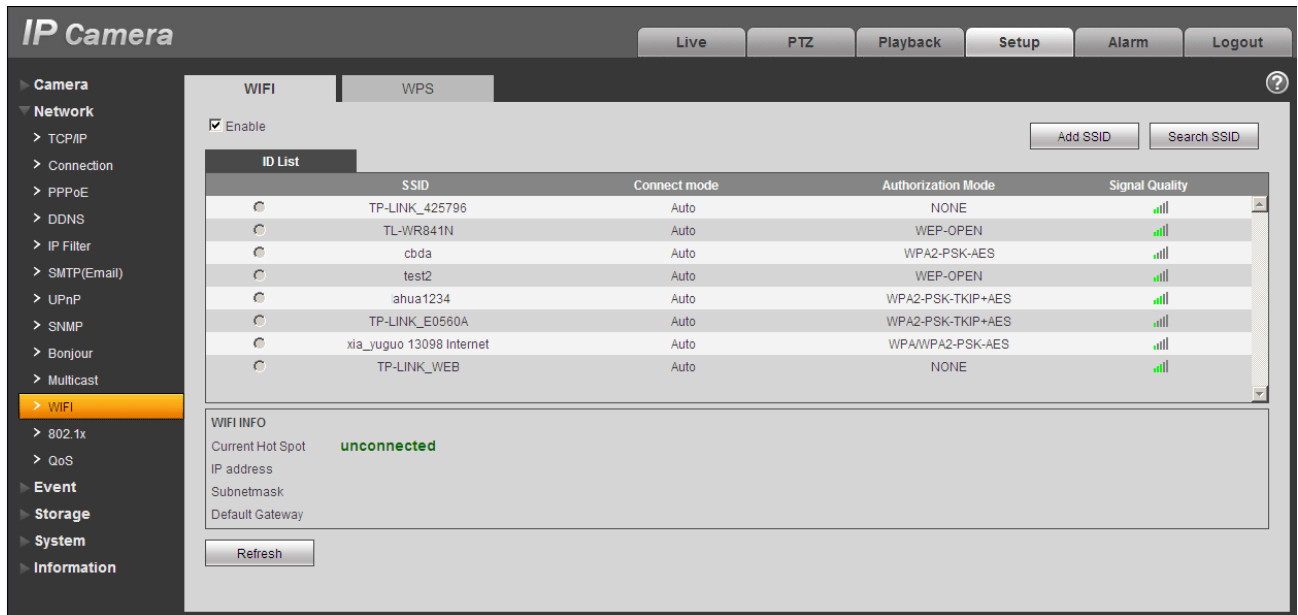 IP Camera
Live PTZ Playback Setup Alarm Logout
Camera
Network
TCP/IP
Connection
PPPoE
DDNS
IP Filter
SMTP(Email)
UPnP
SNMP
Bonjour
Multicast
WIFI
802.1x
QoS
Event
Storage
System
Information
WIFI WPS
?
Enable
Add SSID Search SSID
ID List
SSID Connect mode Authorization Mode Signal Quality
TP-LINK_425796 Auto NONE
TL-WR841N Auto WEP-OPEN
cbda Auto WPA2-PSK-AES
test2 Auto WEP-OPEN
ahua1234 Auto WPA2-PSK-TKIP+AES
TP-LINK_E0560A Auto WPA2-PSK-TKIP+AES
xia_yuguo 13098 Internet Auto WPA/WPA2-PSK-AES
TP-LINK_WEB Auto NONE
WIFI INFO
Current Hot Spot unconnected
IP address
Subnetmask
Default Gateway
Refresh